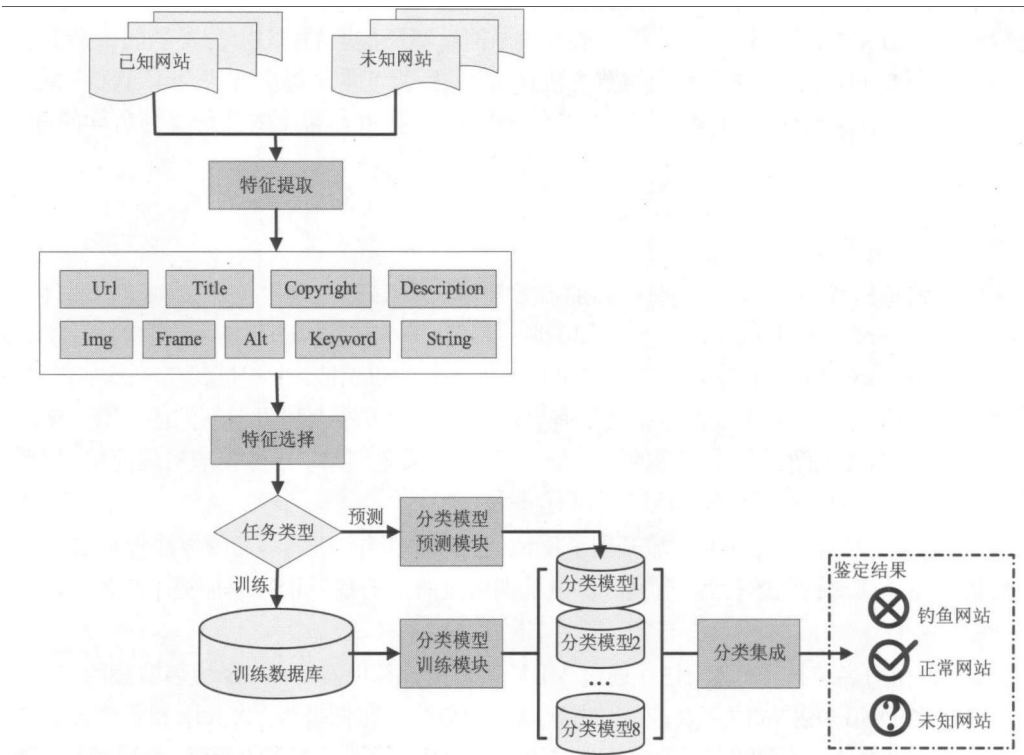 已知网站
未知网站
特征提取
Url
Title
Copyright
Description
Img
Frame
Alt
Keyword
String
特征选择
任务类型
预测
分类模型
预测模块
训练
训练数据库
分类模型
训练模块
分类模型1
分类模型2
...
分类模型8
分类集成
鉴定结果
钓鱼网站
正常网站
?
未知网站